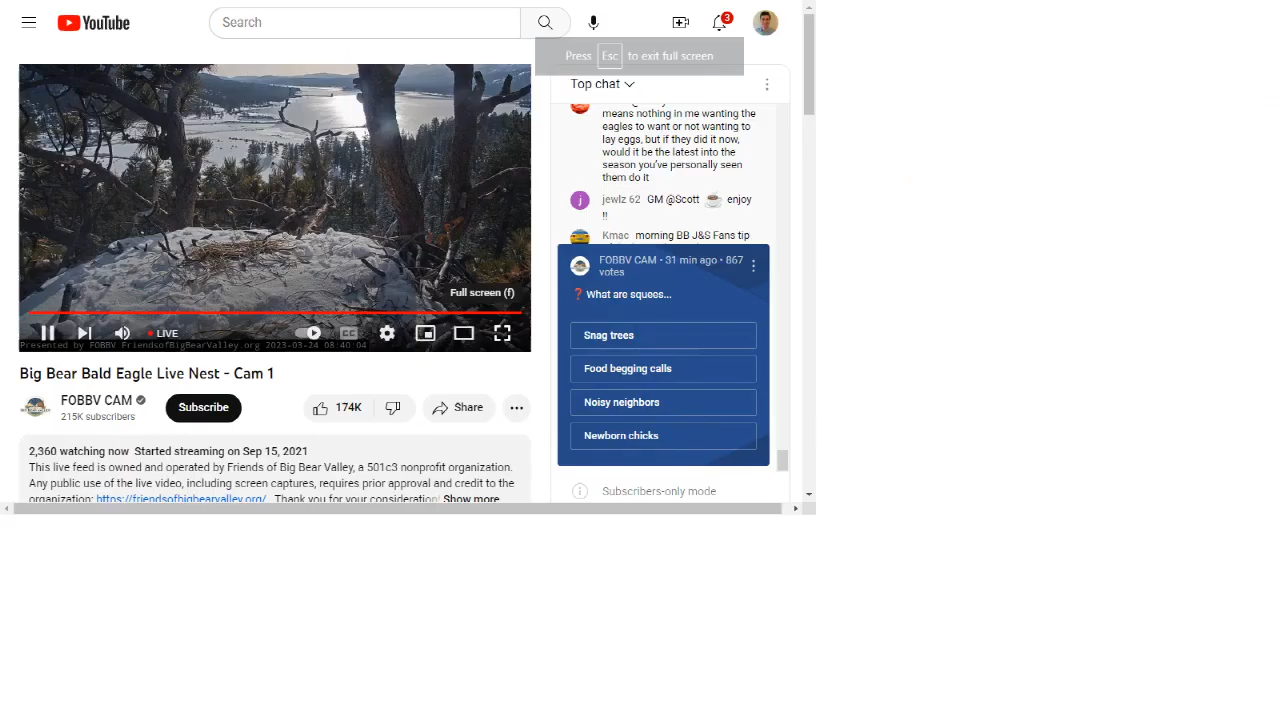 YouTube
Search
3
Press Esc to exit full screen
Top chat
means nothing in me wanting the
eagles to want or not wanting to
lay eggs, but if they did it now,
would it be the latest into the
season you've personally seen
them do it
j
jewlz 62 GM @Scott enjoy
!!
Kmac morning BB J&S Fans tip
FOBBV CAM • 31 min ago • 867
votes
What are squees...
Snag trees
Food begging calls
Noisy neighbors
Newborn chicks
Subscribers-only mode
Full screen (f)
LIVE
CC
Presented by FOBBV FriendsofBigBearValley.org 2023-03-24 08:40:04
Big Bear Bald Eagle Live Nest - Cam 1
FOBBV CAM
215K subscribers
Subscribe
174K
Share
2,360 watching now Started streaming on Sep 15, 2021
This live feed is owned and operated by Friends of Big Bear Valley, a 501c3 nonprofit organization.
Any public use of the live video, including screen captures, requires prior approval and credit to the
organization: https://friendsofbigbearvalley.org/ . Thank you for your consideration! Show more